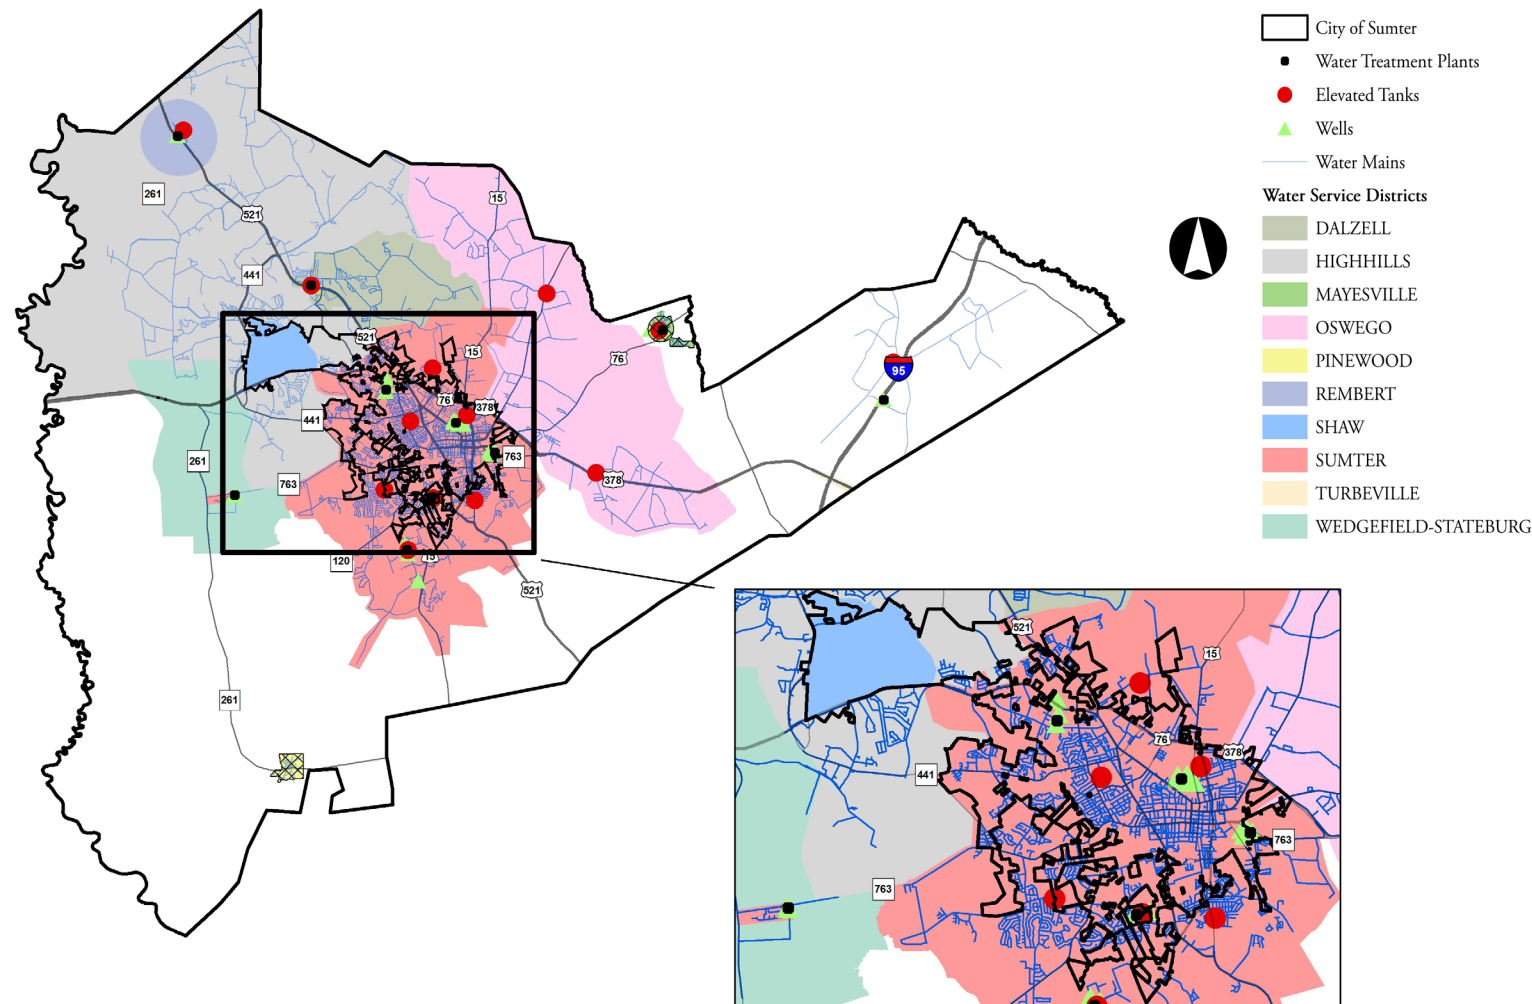 City of Sumter
Water Treatment Plants
Elevated Tanks
Wells
Water Mains
Water Service Districts
DALZELL
HIGHHILLS
MAYESVILLE
OSWEGO
PINEWOOD
REMBERT
SHAW
SUMTER
TURBEVILLE
WEDGEFIELD-STATEBURG
261
15
521
441
521
15
76
95
76
378
441
763
261
378
763
120
15
521
261
521
15
76
378
441
763
763